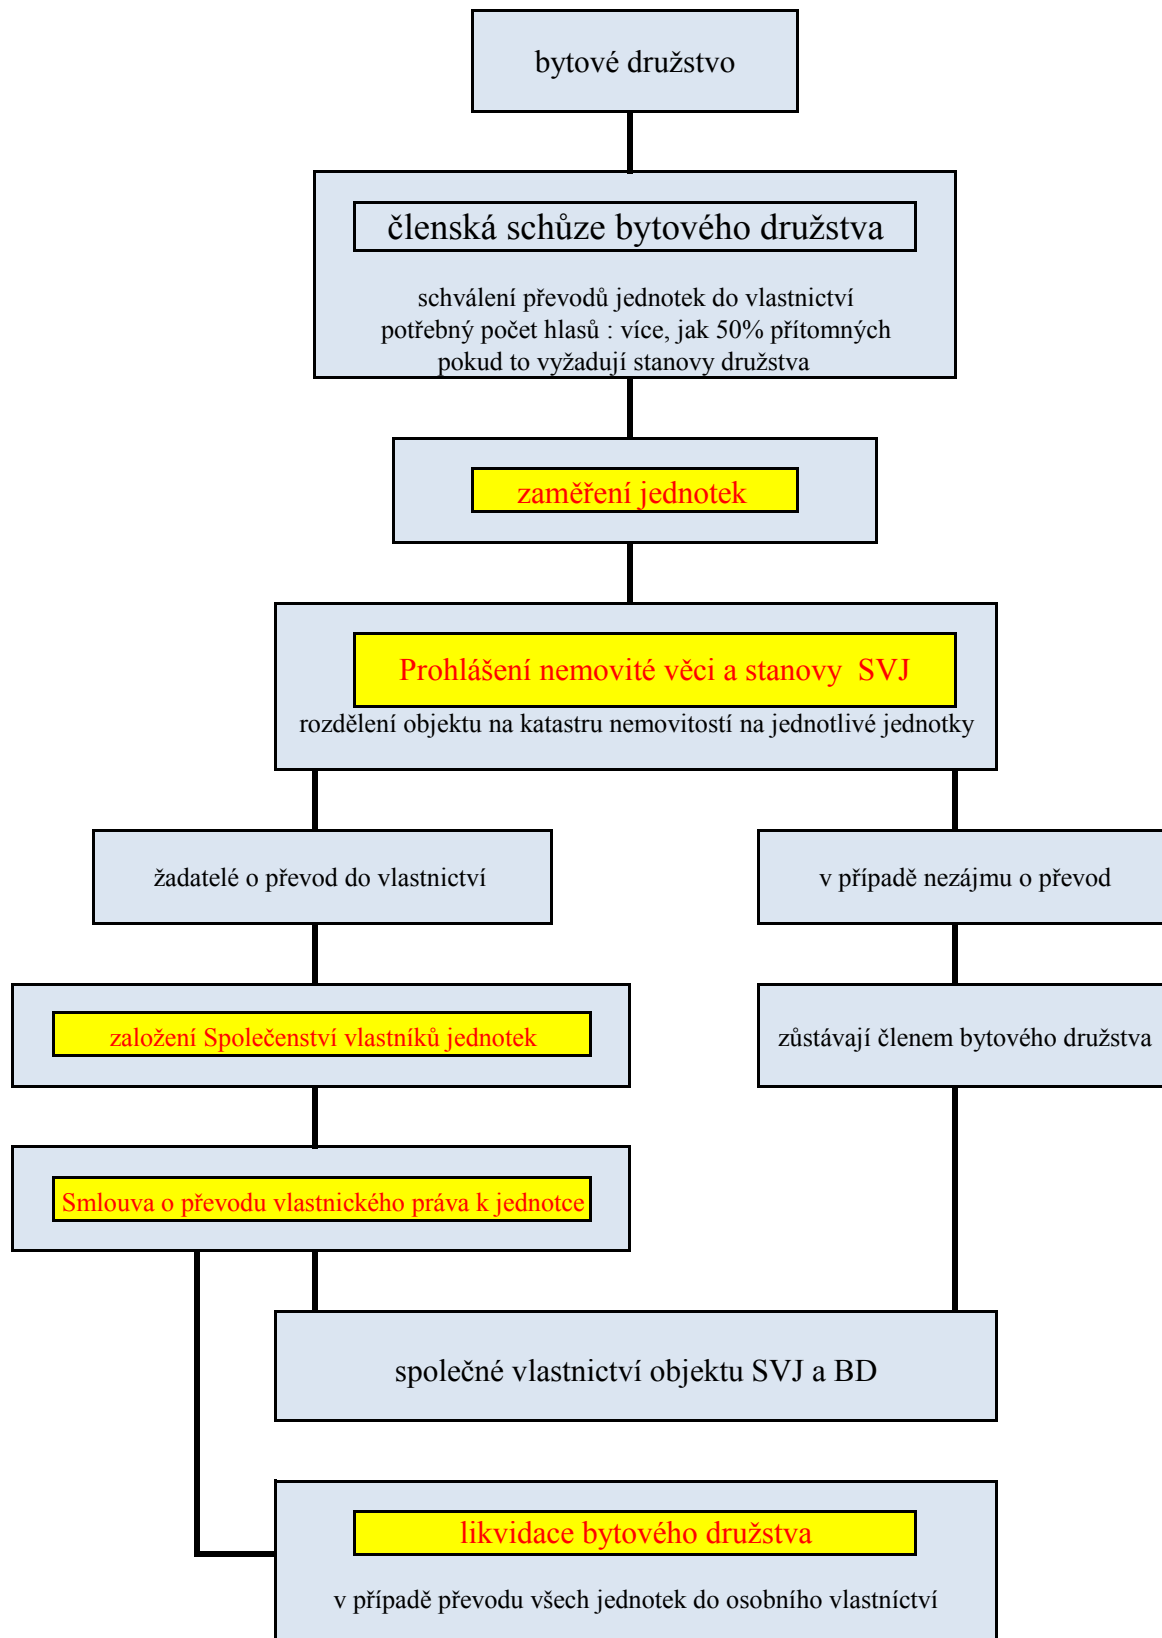 bytové družstvo
členská schůze bytového družstva
schválení převodů jednotek do vlastnictví
potřebný počet hlasů : více, jak 50% přítomných
pokud to vyžadují stanovy družstva
zaměření jednotek
Prohlášení nemovité věci a stanovy  SVJ
rozdělení objektu na katastru nemovitostí na jednotlivé jednotky
žadatelé o převod do vlastnictví
v případě nezájmu o převod
založení Společenství vlastníků jednotek
zůstávají členem bytového družstva
Smlouva o převodu vlastnického práva k jednotce
společné vlastnictví objektu SVJ a BD
likvidace bytového družstva
v případě převodu všech jednotek do osobního vlastníctví